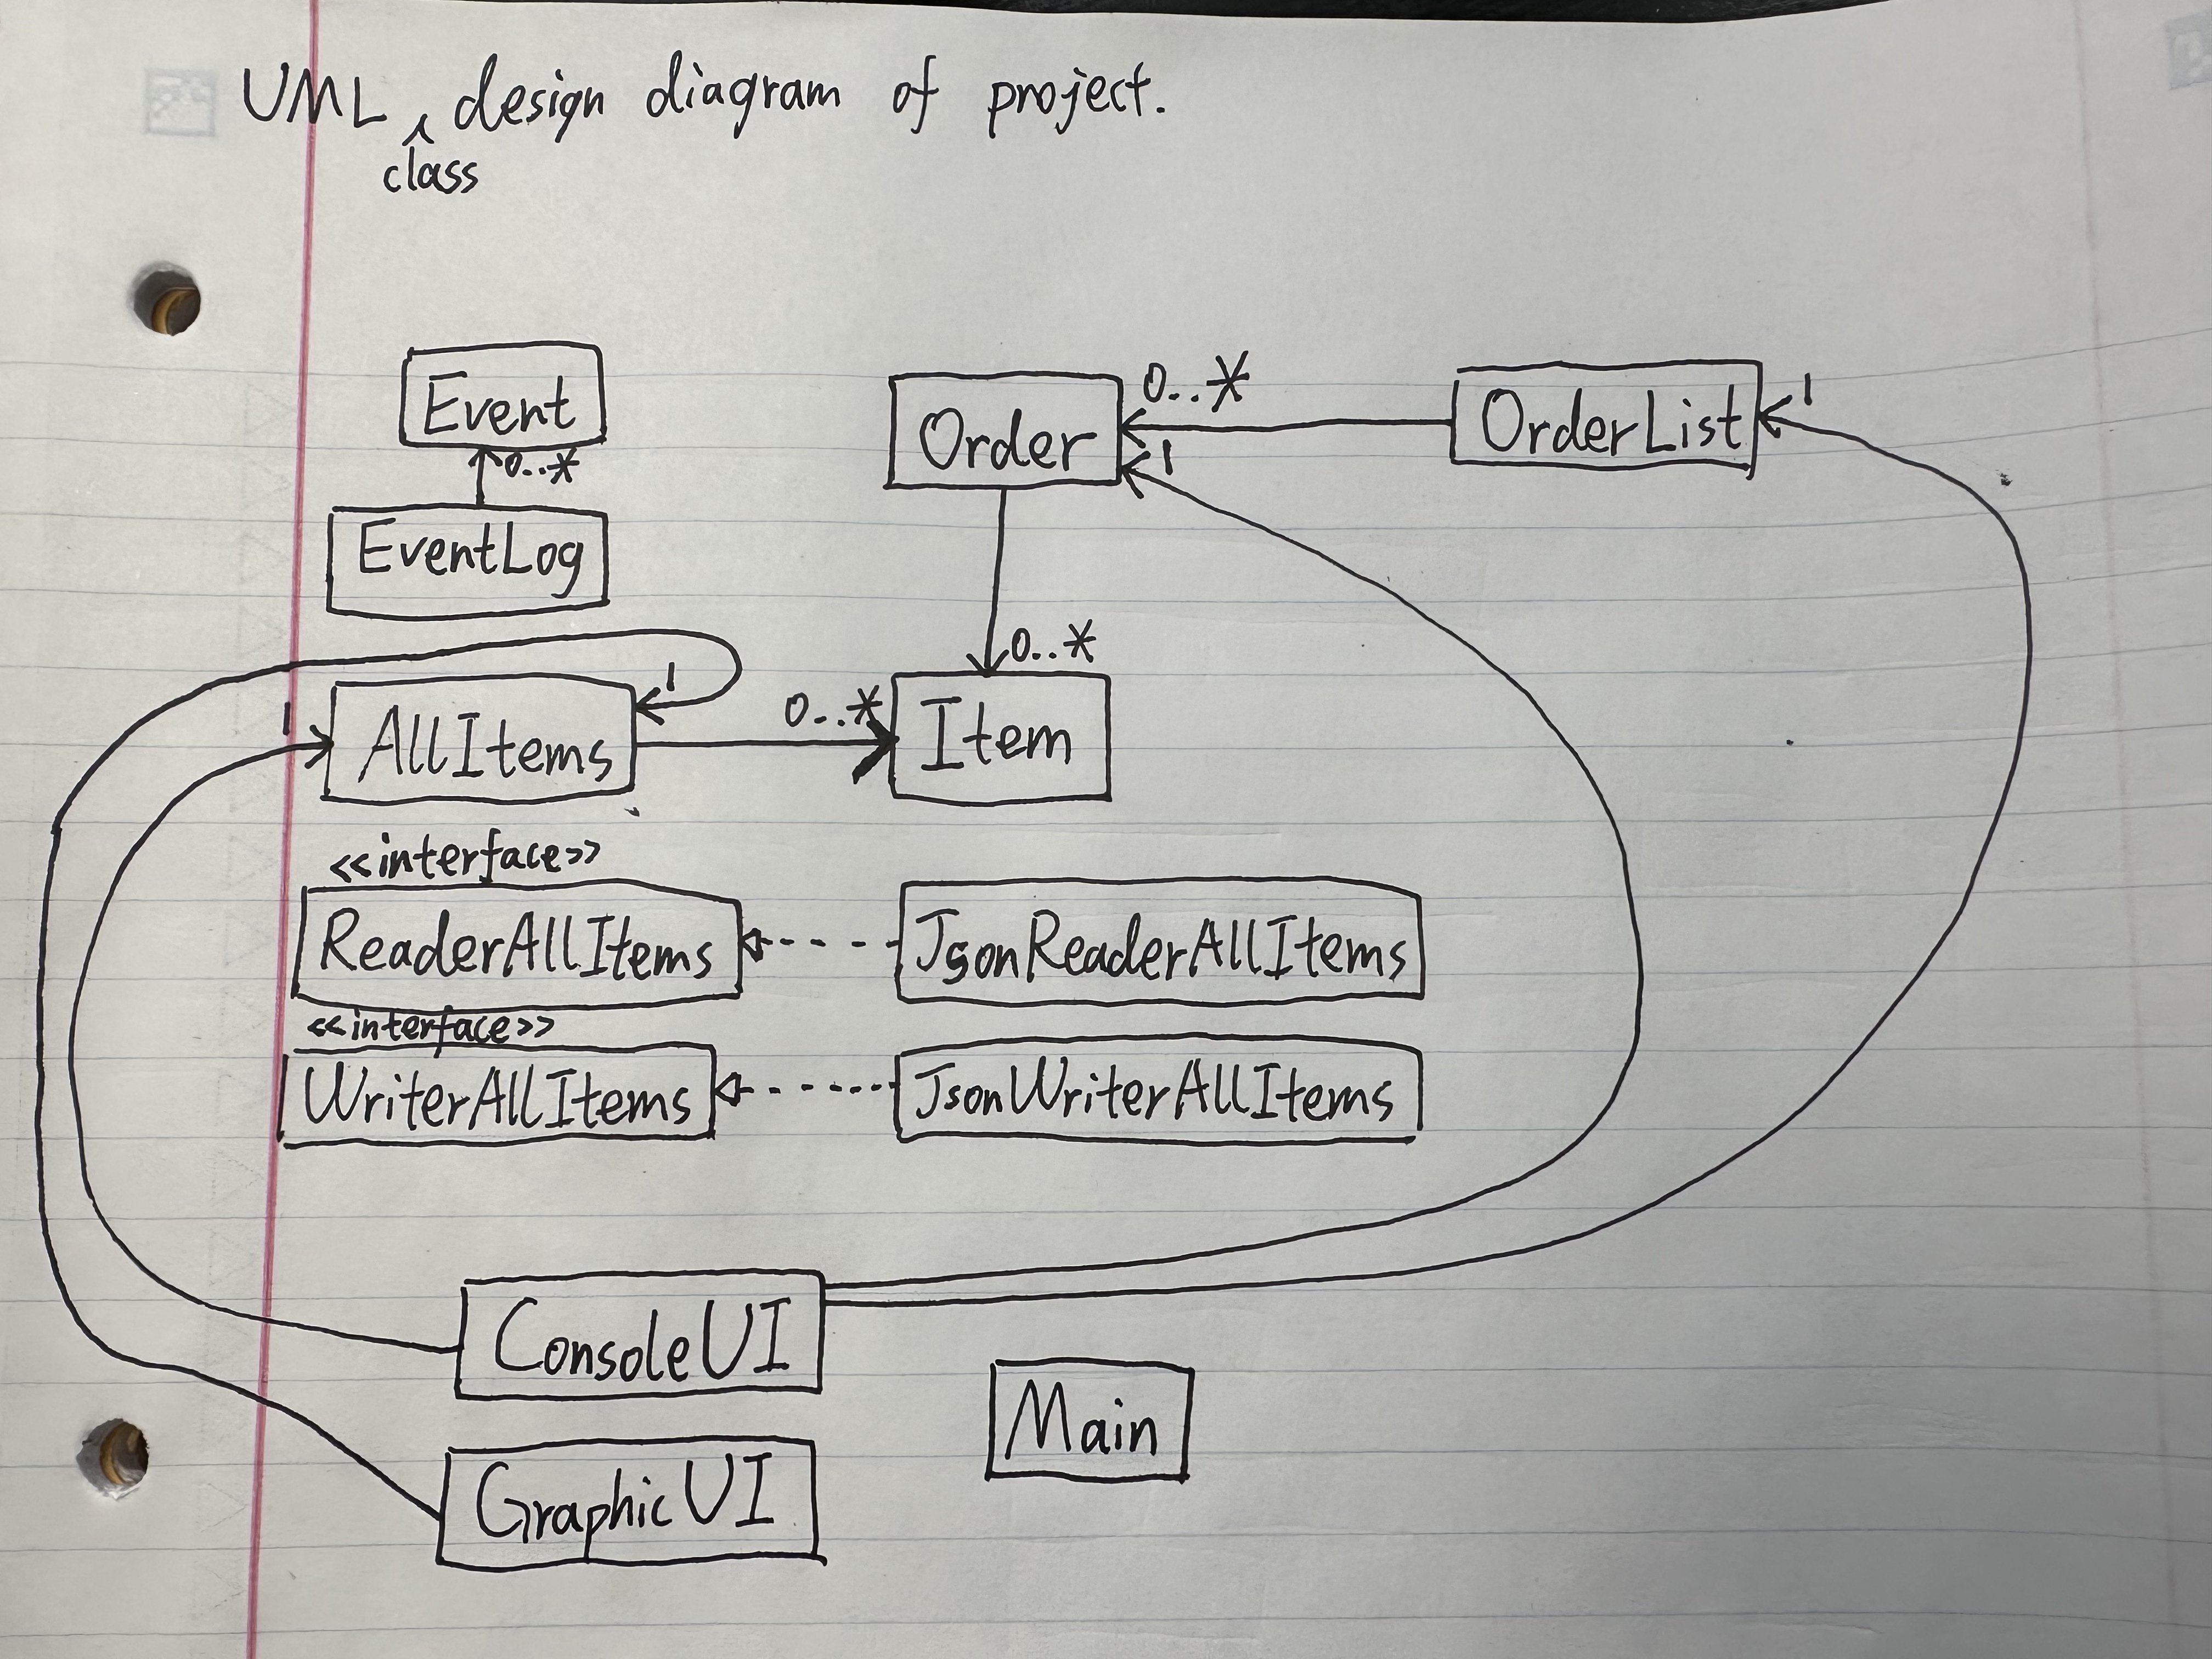 UML design diagram of project.
class
Event
0..*
EventLog
Order
0..*
1
OrderList
1
0..*
1
1
AllItems
0..*
Item
<<interface>>
ReaderAllItems
JsonReaderAllItems
<<interface>>
WriterAllItems
JsonWriterAllItems
ConsoleUI
Main
GraphicUI